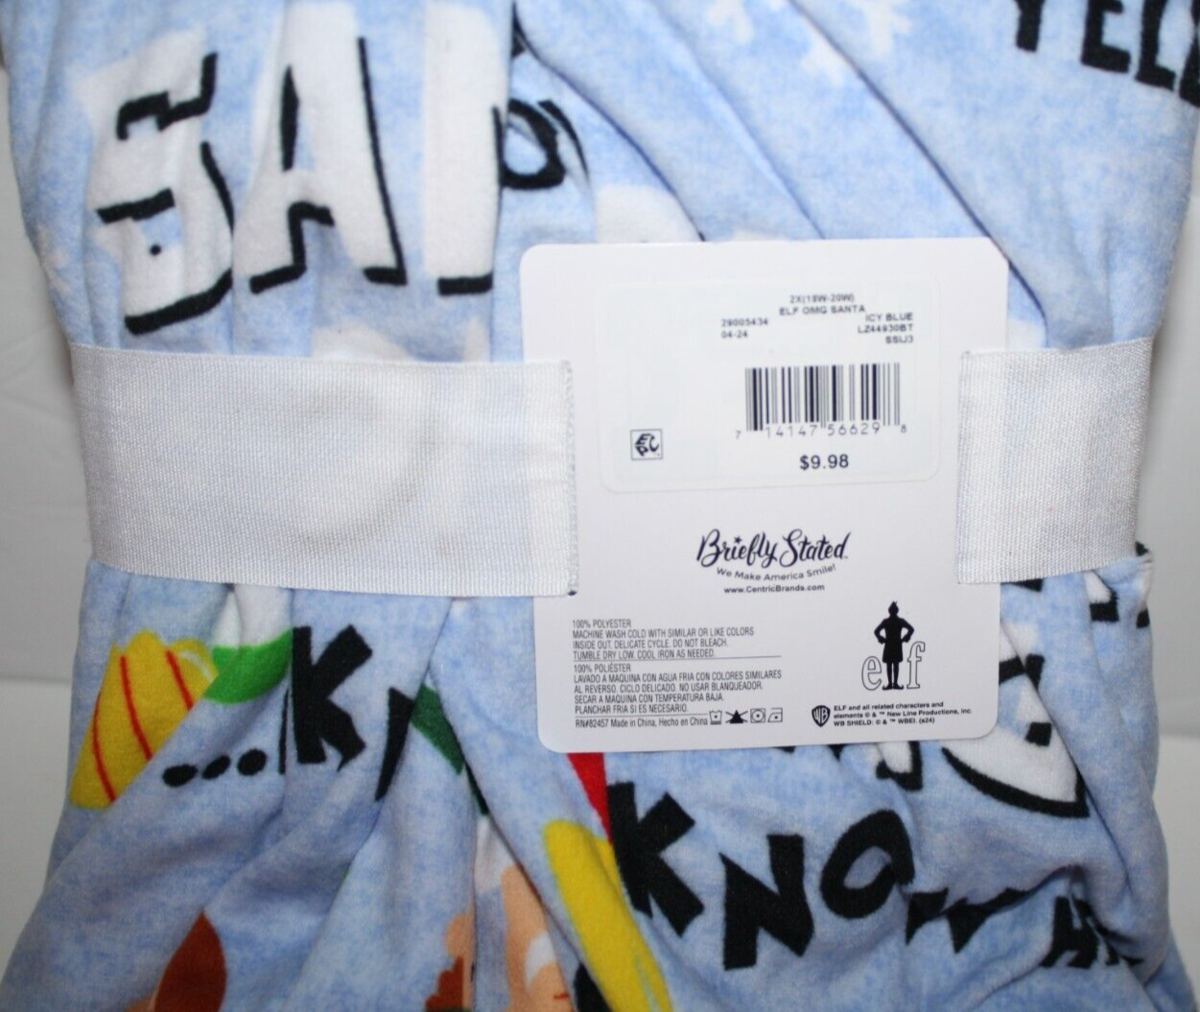 SAN
YELL
2X(18W-20W)
ELF OMG SANTA
29005434 ICY BLUE
04-24 LZ44930BT
SSIJ3
7 14147 56629 8
EPC
$9.98
Briefly Stated
We Make America Smile!
www.CentricBrands.com
100% POLYESTER
MACHINE WASH COLD WITH SIMILAR OR LIKE COLORS
INSIDE OUT. DELICATE CYCLE. DO NOT BLEACH.
TUMBLE DRY LOW. COOL IRON AS NEEDED.
100% POLIÉSTER
LAVADO A MAQUINA CON AGUA FRIA CON COLORES SIMILARES
AL REVERSO. CICLO DELICADO. NO USAR BLANQUEADOR.
SECAR A MAQUINA CON TEMPERATURA BAJA.
PLANCHAR FRIA SI ES NECESARIO.
RN#82457 Made in China, Hecho en China
elf
WB
ELF and all related characters and
elements © & ™ New Line Productions, Inc.
WB SHIELD: © & ™ WBEI. (s24)
...K
KNOW